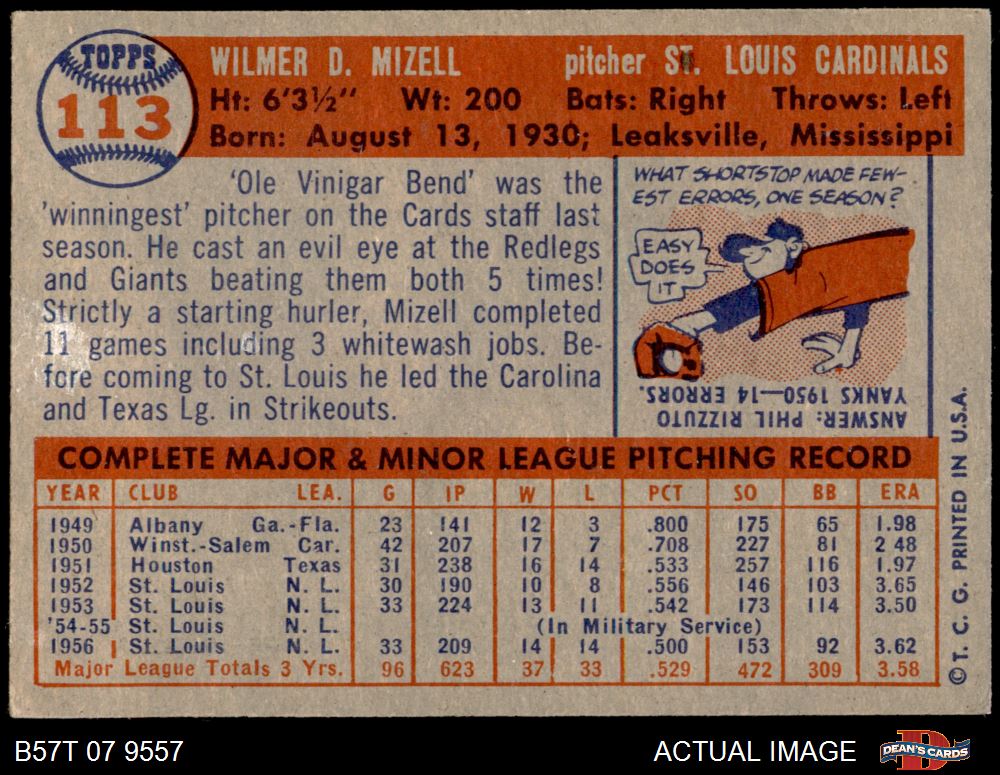 TOPPS
113
WILMER D. MIZELL pitcher ST. LOUIS CARDINALS
Ht: 6'3½" Wt: 200 Bats: Right Throws: Left
Born: August 13, 1930; Leaksville, Mississippi
'Ole Vinigar Bend' was the
'winningest' pitcher on the Cards staff last
season. He cast an evil eye at the Redlegs
and Giants beating them both 5 times!
Strictly a starting hurler, Mizell completed
11 games including 3 whitewash jobs. Be-
fore coming to St. Louis he led the Carolina
and Texas Lg. in Strikeouts.
WHAT SHORTSTOP MADE FEW-
EST ERRORS, ONE SEASON?
EASY
DOES
IT
ANSWER: PHIL RIZZUTO
YANKS 1950—14 ERRORS.
COMPLETE MAJOR & MINOR LEAGUE PITCHING RECORD
YEAR CLUB LEA. G IP W L PCT SO BB ERA
1949 Albany Ga.-Fla. 23 141 12 3 .800 175 65 1.98
1950 Winst.-Salem Car. 42 207 17 7 .708 227 81 2 48
1951 Houston Texas 31 238 16 14 .533 257 116 1.97
1952 St. Louis N. L. 30 190 10 8 .556 146 103 3.65
1953 St. Louis N. L. 33 224 13 11 .542 173 114 3.50
'54-55 St. Louis N. L. (In Military Service)
1956 St. Louis N. L. 33 209 14 14 .500 153 92 3.62
Major League Totals 3 Yrs. 96 623 37 33 .529 472 309 3.58
©T. C. G. PRINTED IN U.S.A.
B57T 07 9557 ACTUAL IMAGE
D
DEAN'S CARDS